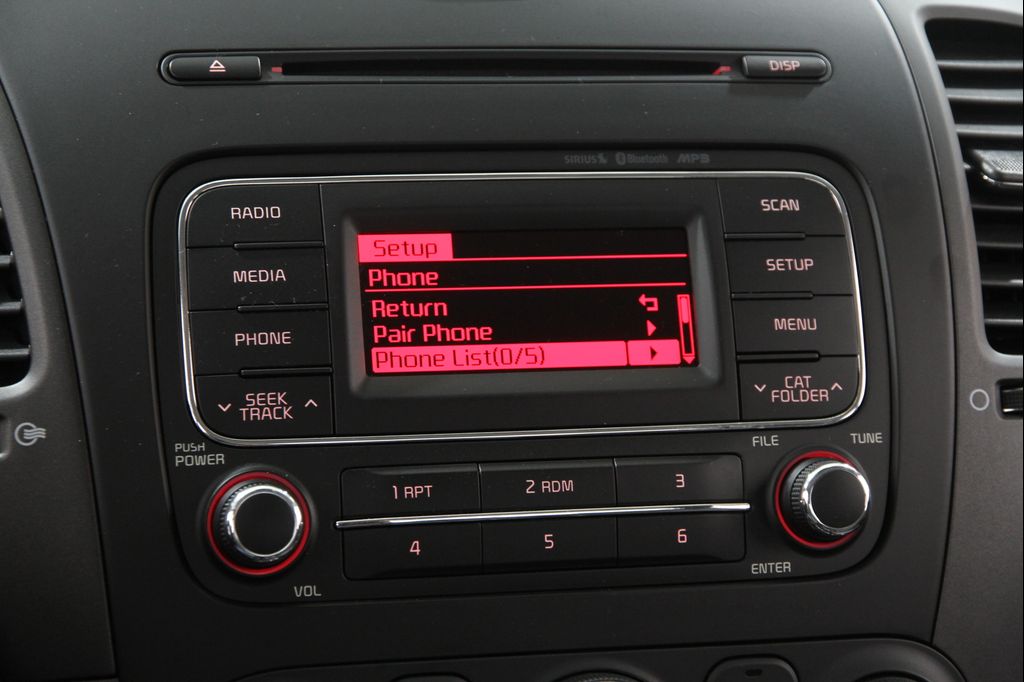 DISP
SIRIUS Bluetooth MP3
RADIO
MEDIA
PHONE
SEEK
TRACK
Setup
Phone
Return
Pair Phone
Phone List(0/5)
SCAN
SETUP
MENU
CAT
FOLDER
PUSH
POWER
VOL
1 RPT
2 RDM
3
4
5
6
FILE
TUNE
ENTER